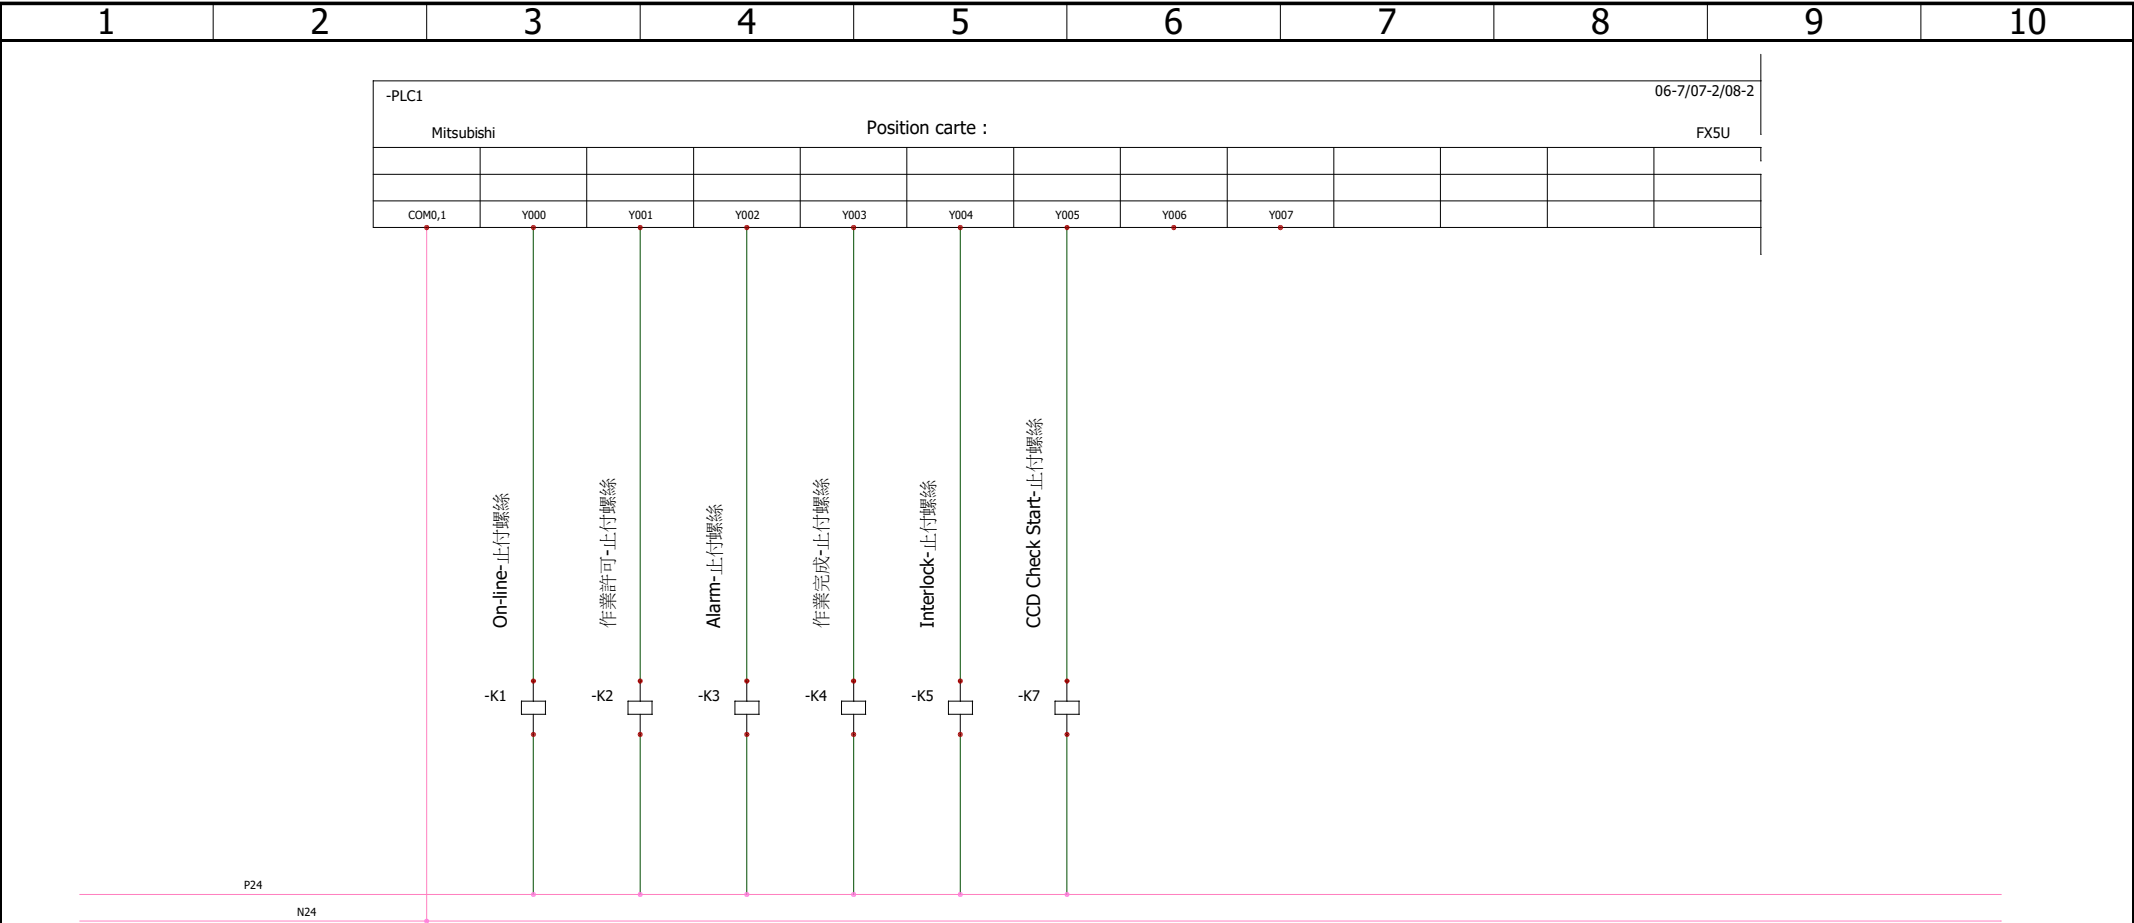 1 2 3 4 5 6 7 8 9 10
-PLC1 06-7/07-2/08-2
Mitsubishi Position carte : FX5U
COM0,1 Y000 Y001 Y002 Y003 Y004 Y005 Y006 Y007
On-line-止付螺絲
作業許可-止付螺絲
Alarm-止付螺絲
作業完成-止付螺絲
Interlock-止付螺絲
CCD Check Start-止付螺絲
-K1 -K2 -K3 -K4 -K5 -K7
P24
N24